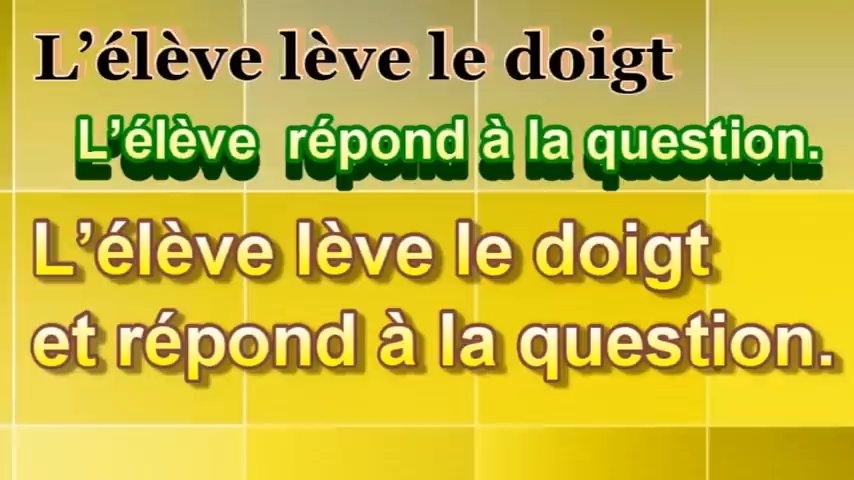 L’élève lève le doigt
L’élève répond à la question.
L’élève lève le doigt
et répond à la question.